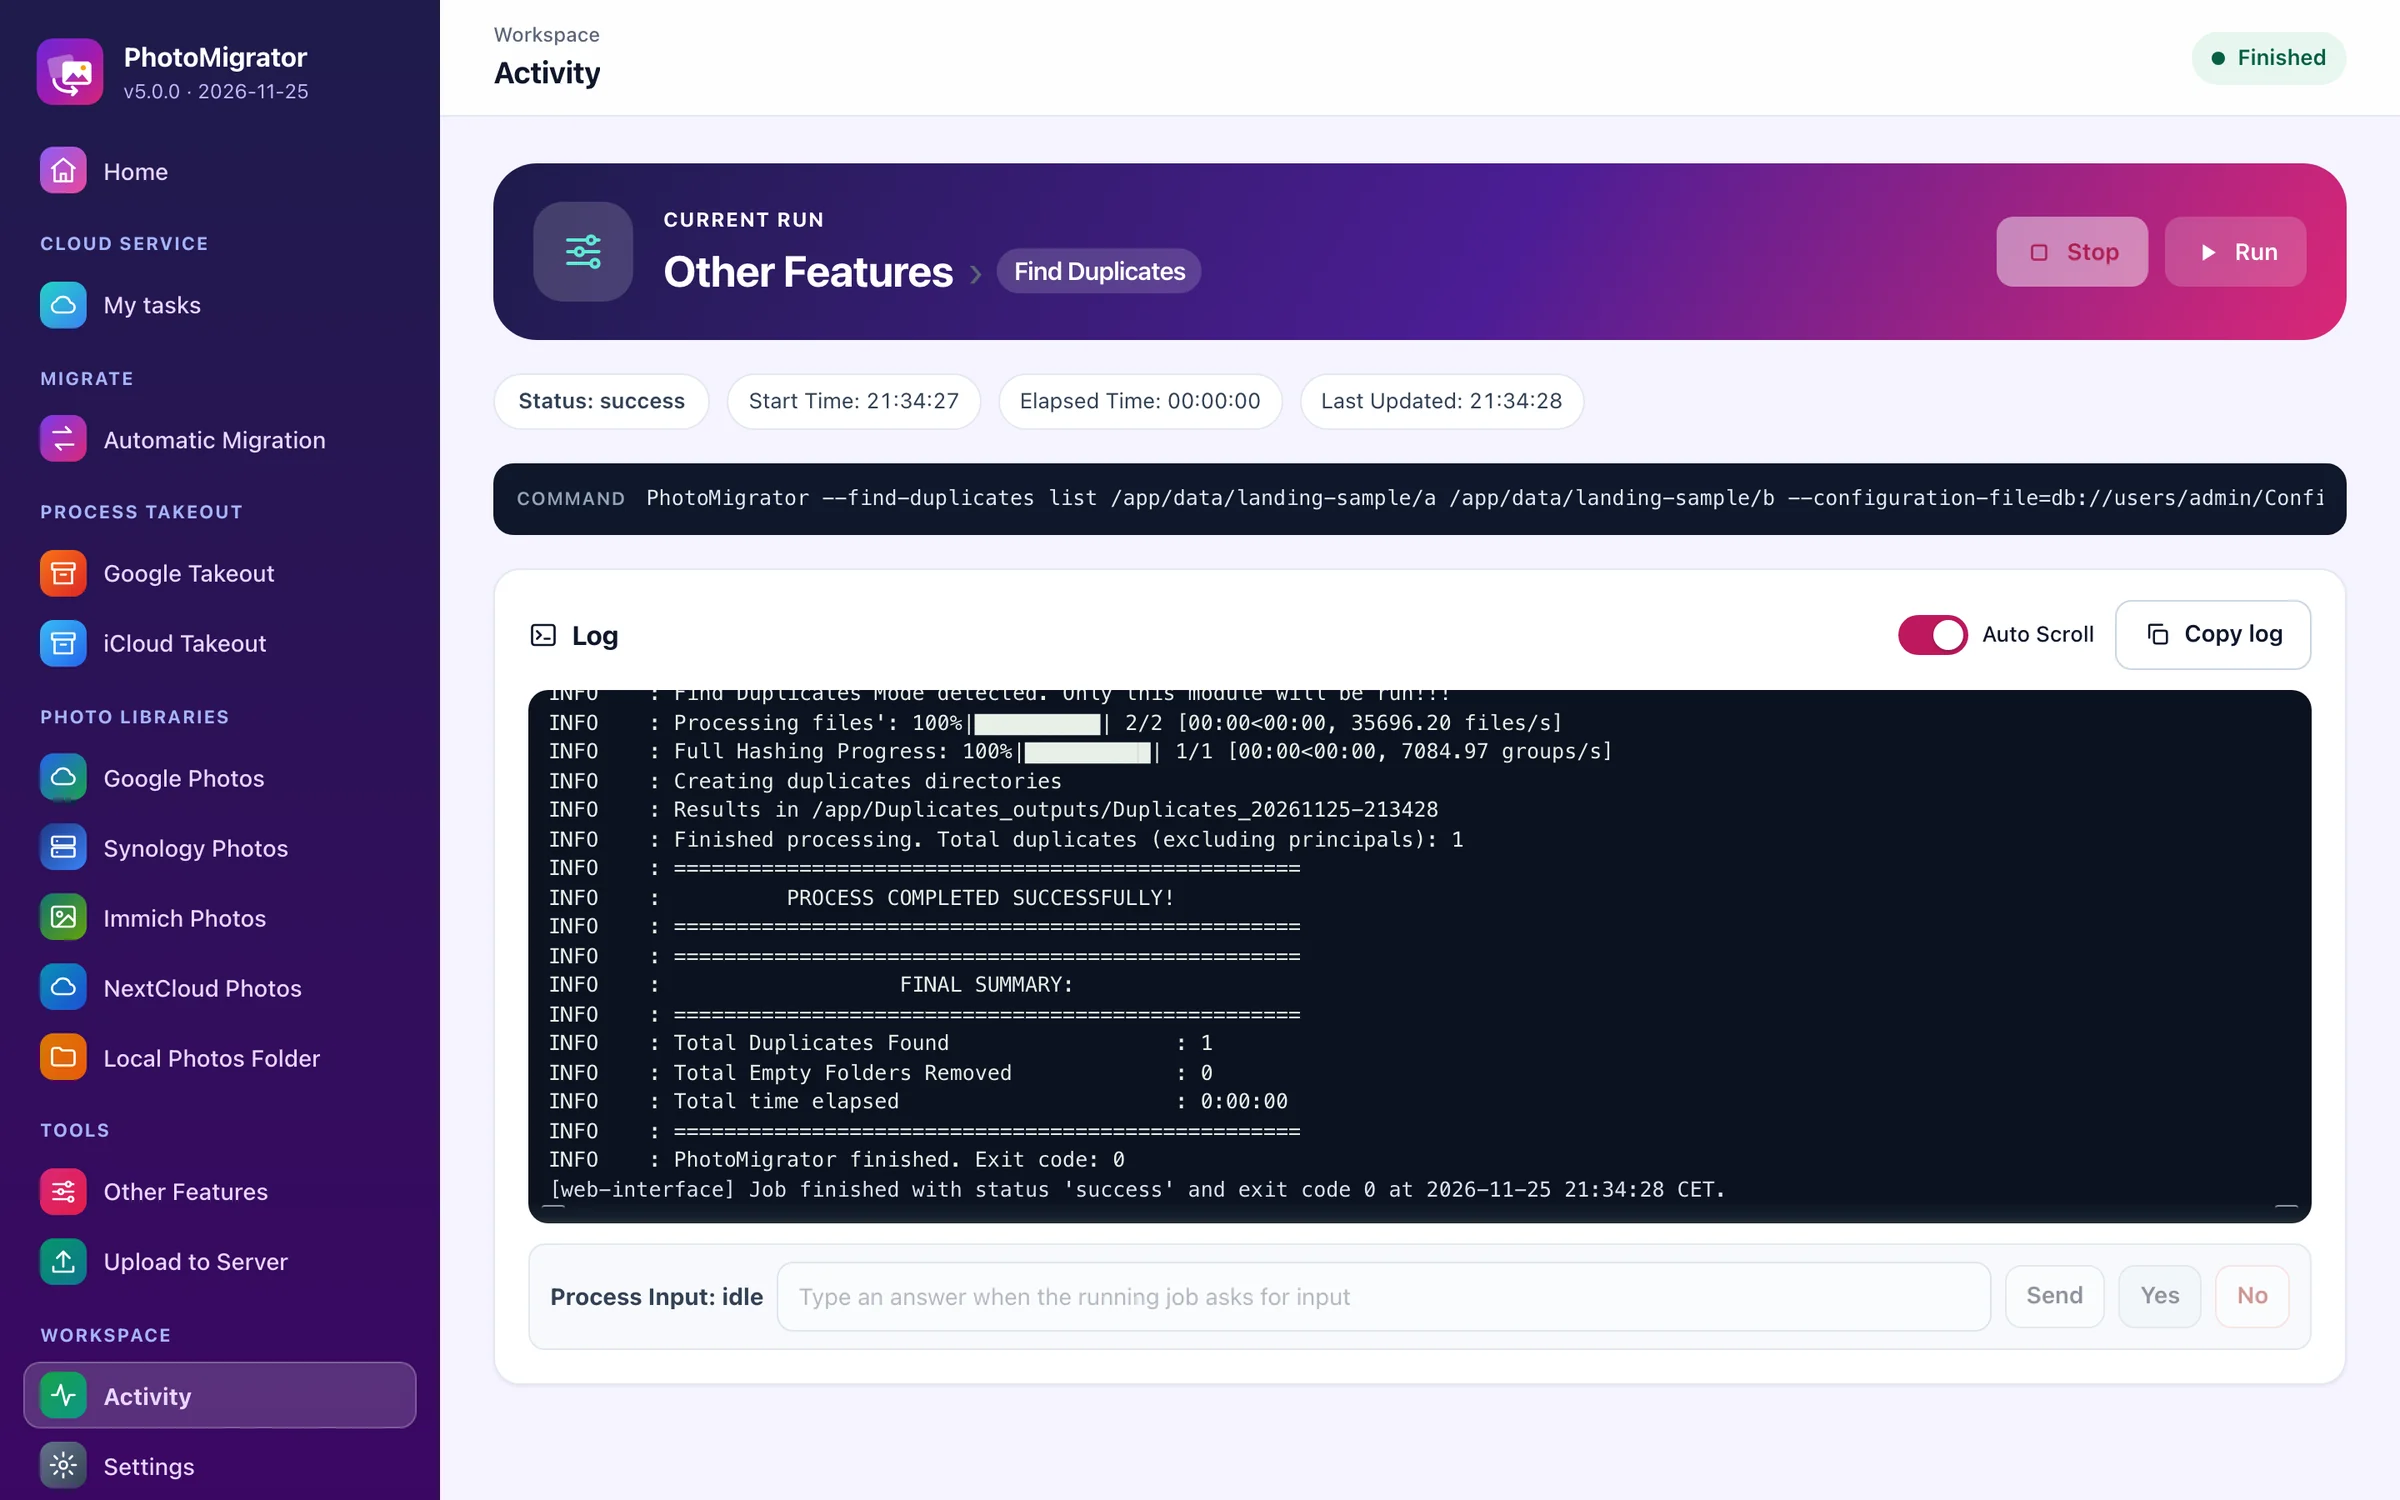 PhotoMigrator
v5.0.0 · 2026-11-25
Home
CLOUD SERVICE
My tasks
MIGRATE
Automatic Migration
PROCESS TAKEOUT
Google Takeout
iCloud Takeout
PHOTO LIBRARIES
Google Photos
Synology Photos
Immich Photos
NextCloud Photos
Local Photos Folder
TOOLS
Other Features
Upload to Server
WORKSPACE
Activity
Settings
Workspace
Activity
Finished
CURRENT RUN
Other Features › Find Duplicates
Stop
Run
Status: success
Start Time: 21:34:27
Elapsed Time: 00:00:00
Last Updated: 21:34:28
COMMAND PhotoMigrator --find-duplicates list /app/data/landing-sample/a /app/data/landing-sample/b --configuration-file=db://users/admin/Confi
Log
Auto Scroll
Copy log
INFO    : Find Duplicates Mode detected. Only this module will be run!!!
INFO    : Processing files': 100%|██████████| 2/2 [00:00<00:00, 35696.20 files/s]
INFO    : Full Hashing Progress: 100%|██████████| 1/1 [00:00<00:00, 7084.97 groups/s]
INFO    : Creating duplicates directories
INFO    : Results in /app/Duplicates_outputs/Duplicates_20261125-213428
INFO    : Finished processing. Total duplicates (excluding principals): 1
INFO    : ==================================================
INFO    :          PROCESS COMPLETED SUCCESSFULLY!
INFO    : ==================================================
INFO    : ==================================================
INFO    :                   FINAL SUMMARY:
INFO    : ==================================================
INFO    : Total Duplicates Found                  : 1
INFO    : Total Empty Folders Removed             : 0
INFO    : Total time elapsed                      : 0:00:00
INFO    : ==================================================
INFO    : PhotoMigrator finished. Exit code: 0
[web-interface] Job finished with status 'success' and exit code 0 at 2026-11-25 21:34:28 CET.
Process Input: idle
Type an answer when the running job asks for input
Send
Yes
No